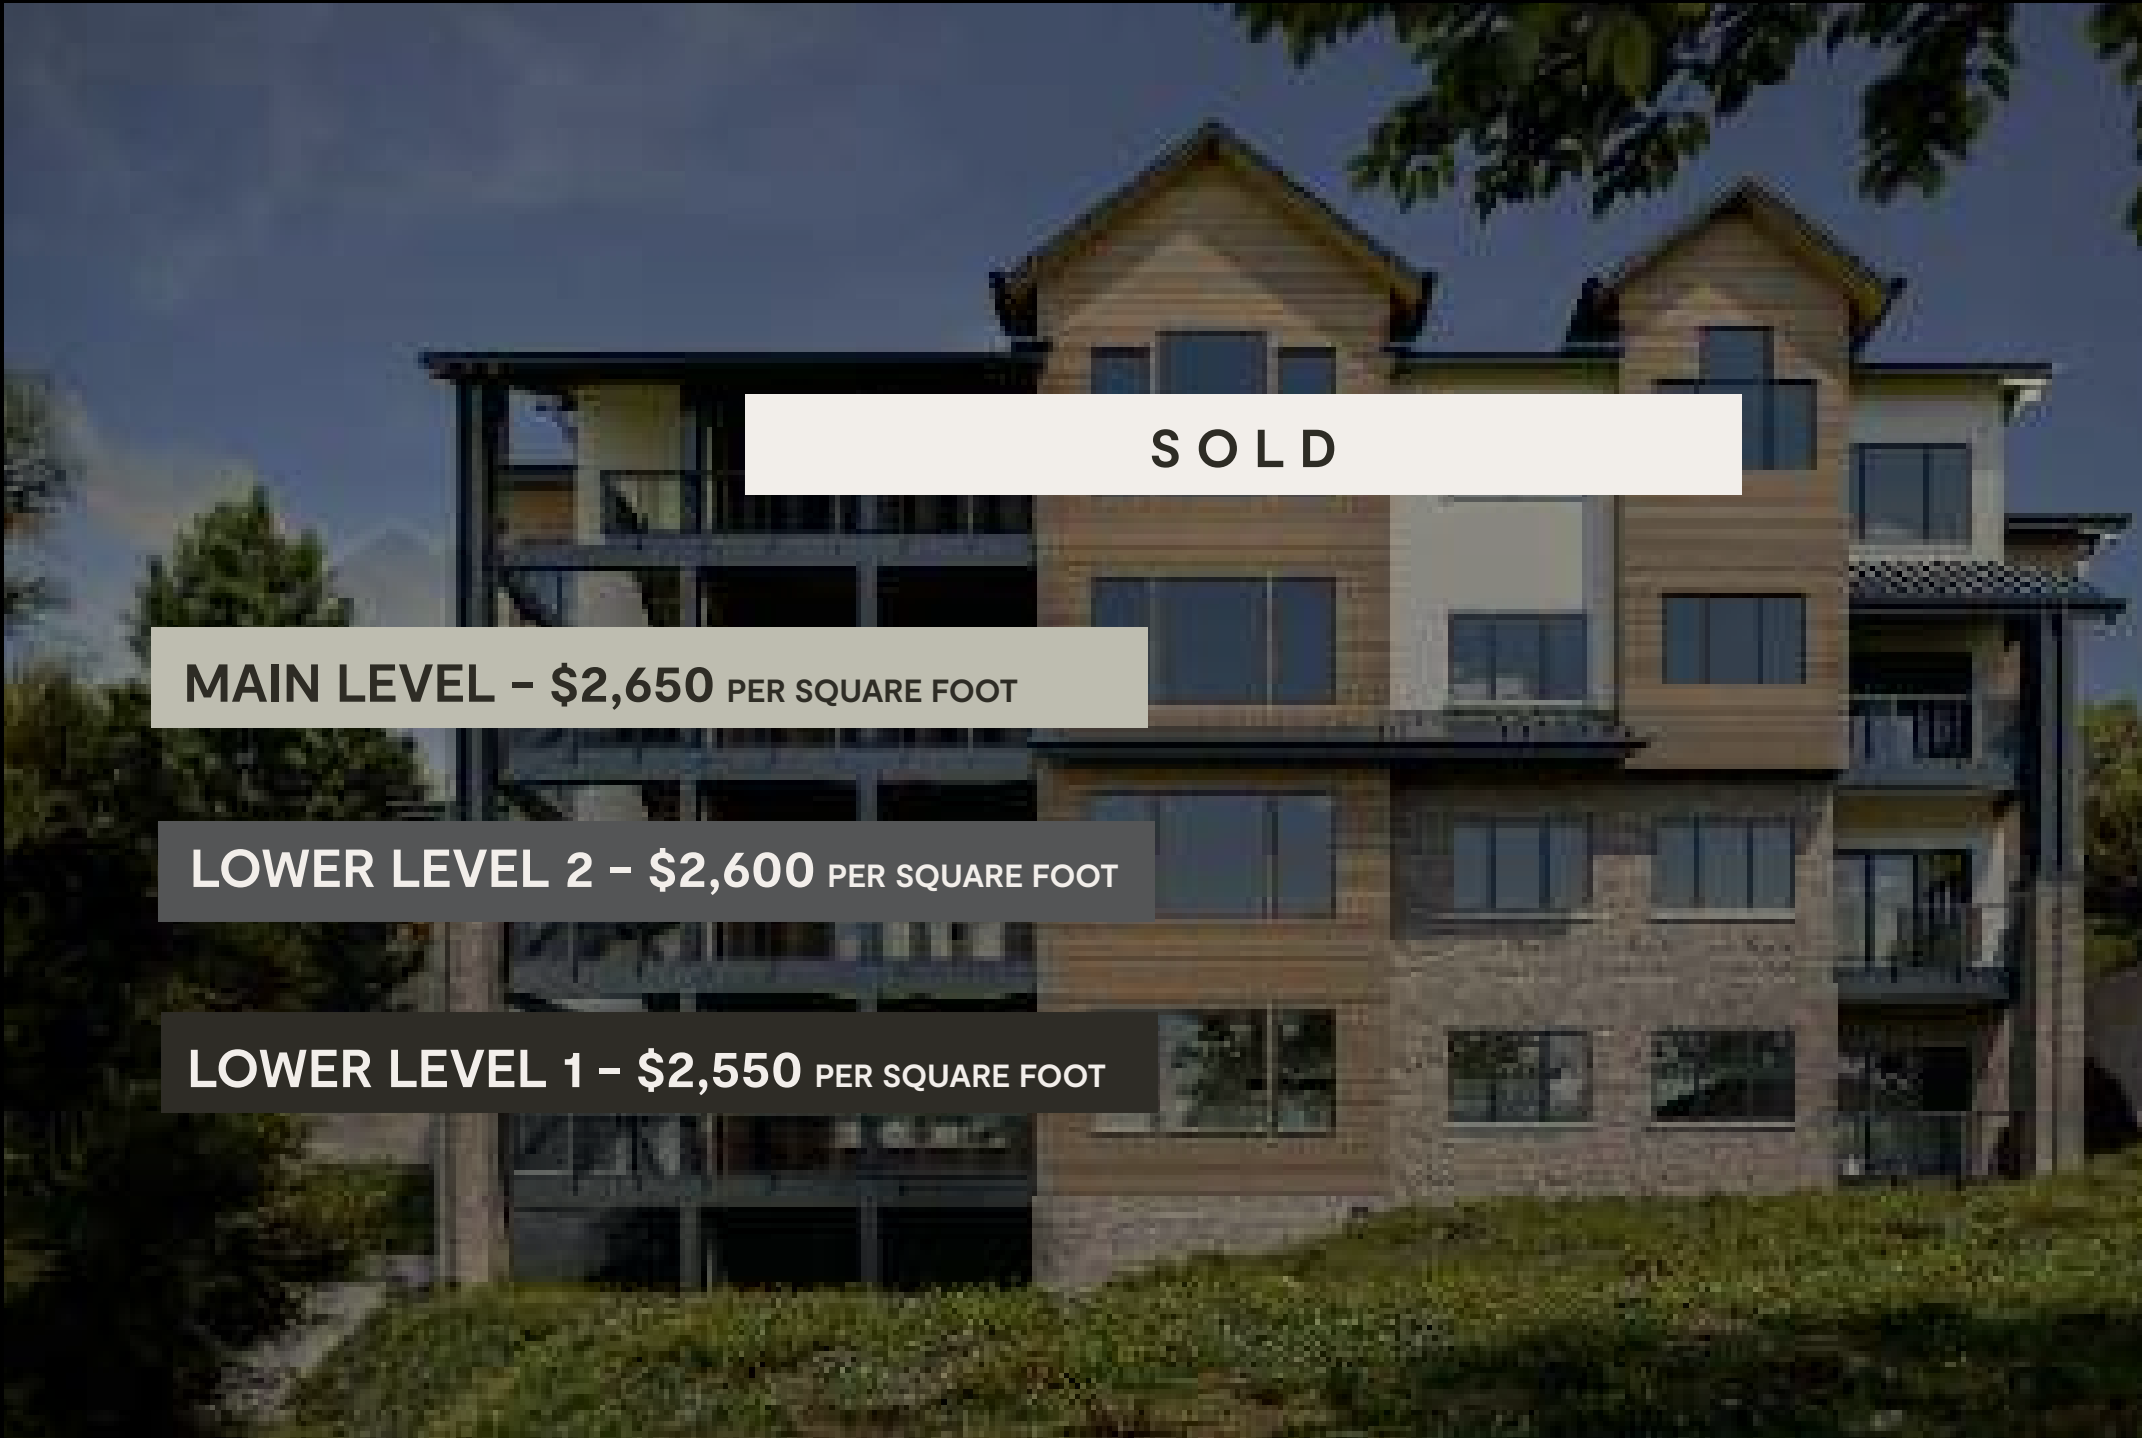 SOLD
MAIN LEVEL – $2,650 PER SQUARE FOOT
LOWER LEVEL 2 – $2,600 PER SQUARE FOOT
LOWER LEVEL 1 – $2,550 PER SQUARE FOOT